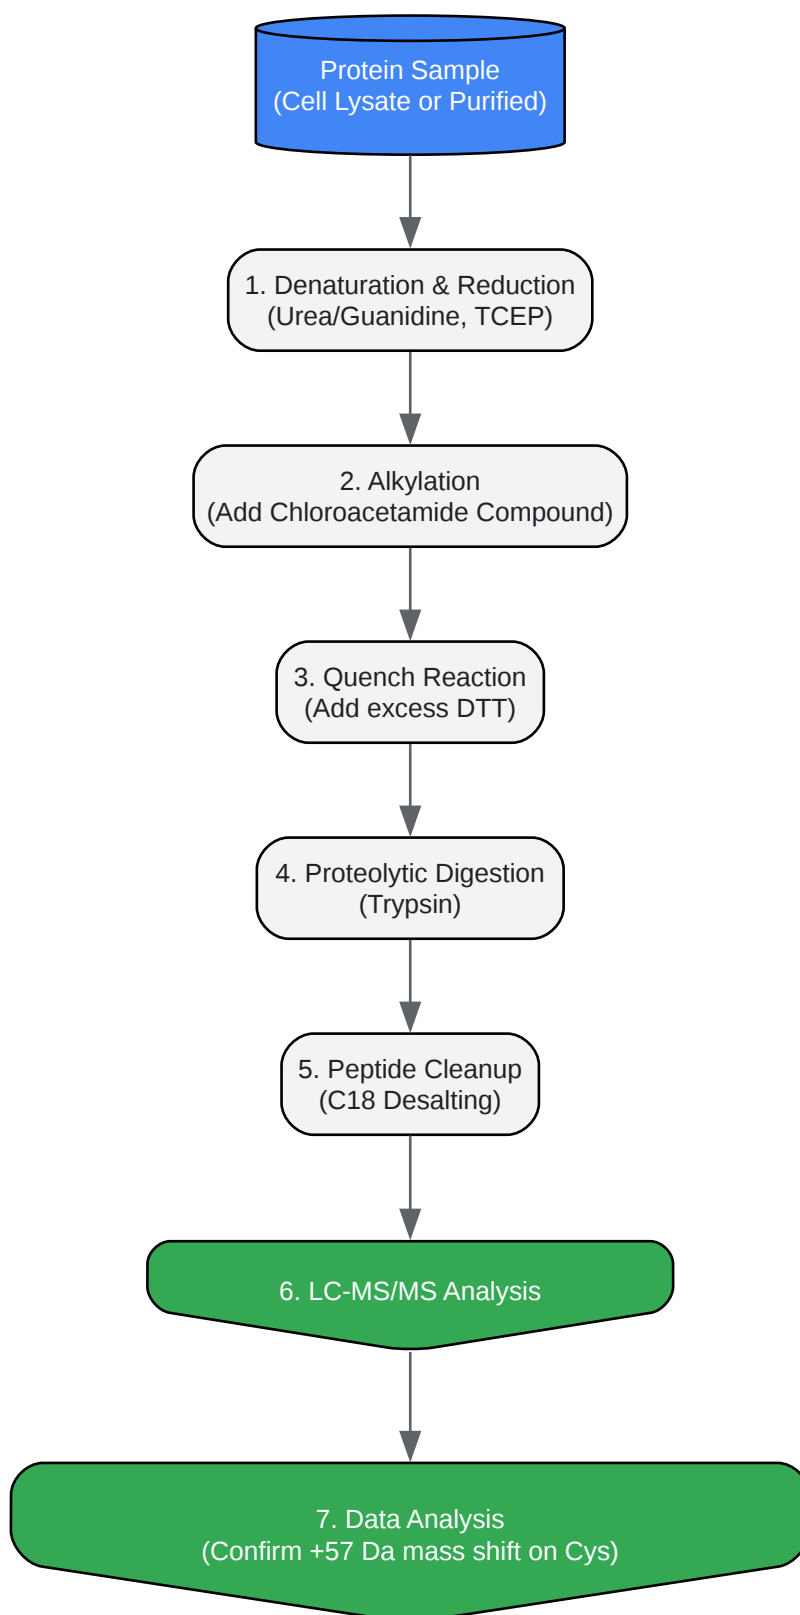 Protein Sample
(Cell Lysate or Purified)
1. Denaturation & Reduction
(Urea/Guanidine, TCEP)
2. Alkylation
(Add Chloroacetamide Compound)
3. Quench Reaction
(Add excess DTT)
4. Proteolytic Digestion
(Trypsin)
5. Peptide Cleanup
(C18 Desalting)
6. LC-MS/MS Analysis
7. Data Analysis
(Confirm +57 Da mass shift on Cys)